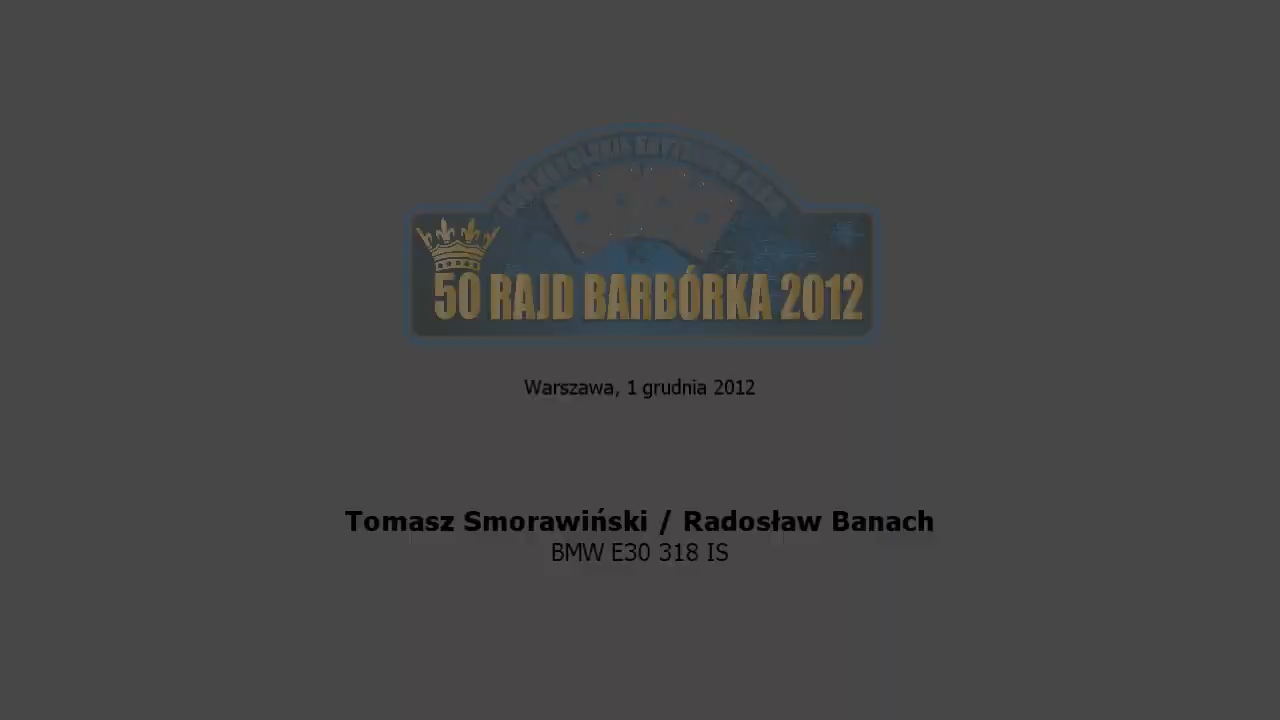 50 RAJD BARBÓRKA 2012
Warszawa, 1 grudnia 2012
Tomasz Smorawiński / Radosław Banach
BMW E30 318 IS